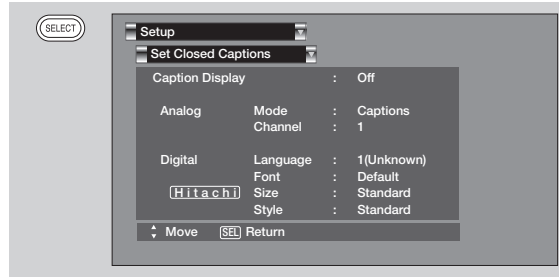 SELECT
Setup
Set Closed Captions
Caption Display : Off
Analog Mode : Captions
Channel : 1
Digital Language : 1(Unknown)
Font : Default
Hitachi Size : Standard
Style : Standard
Move SEL Return